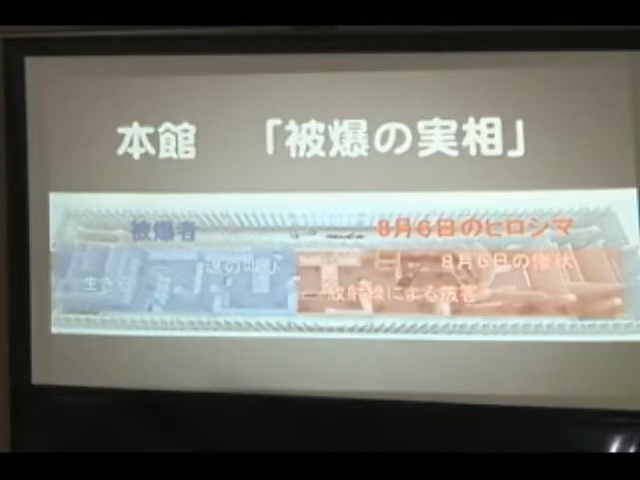 本館 「被爆の実相」
被爆者 8月6日のヒロシマ
8月6日の惨状
放射線による被害